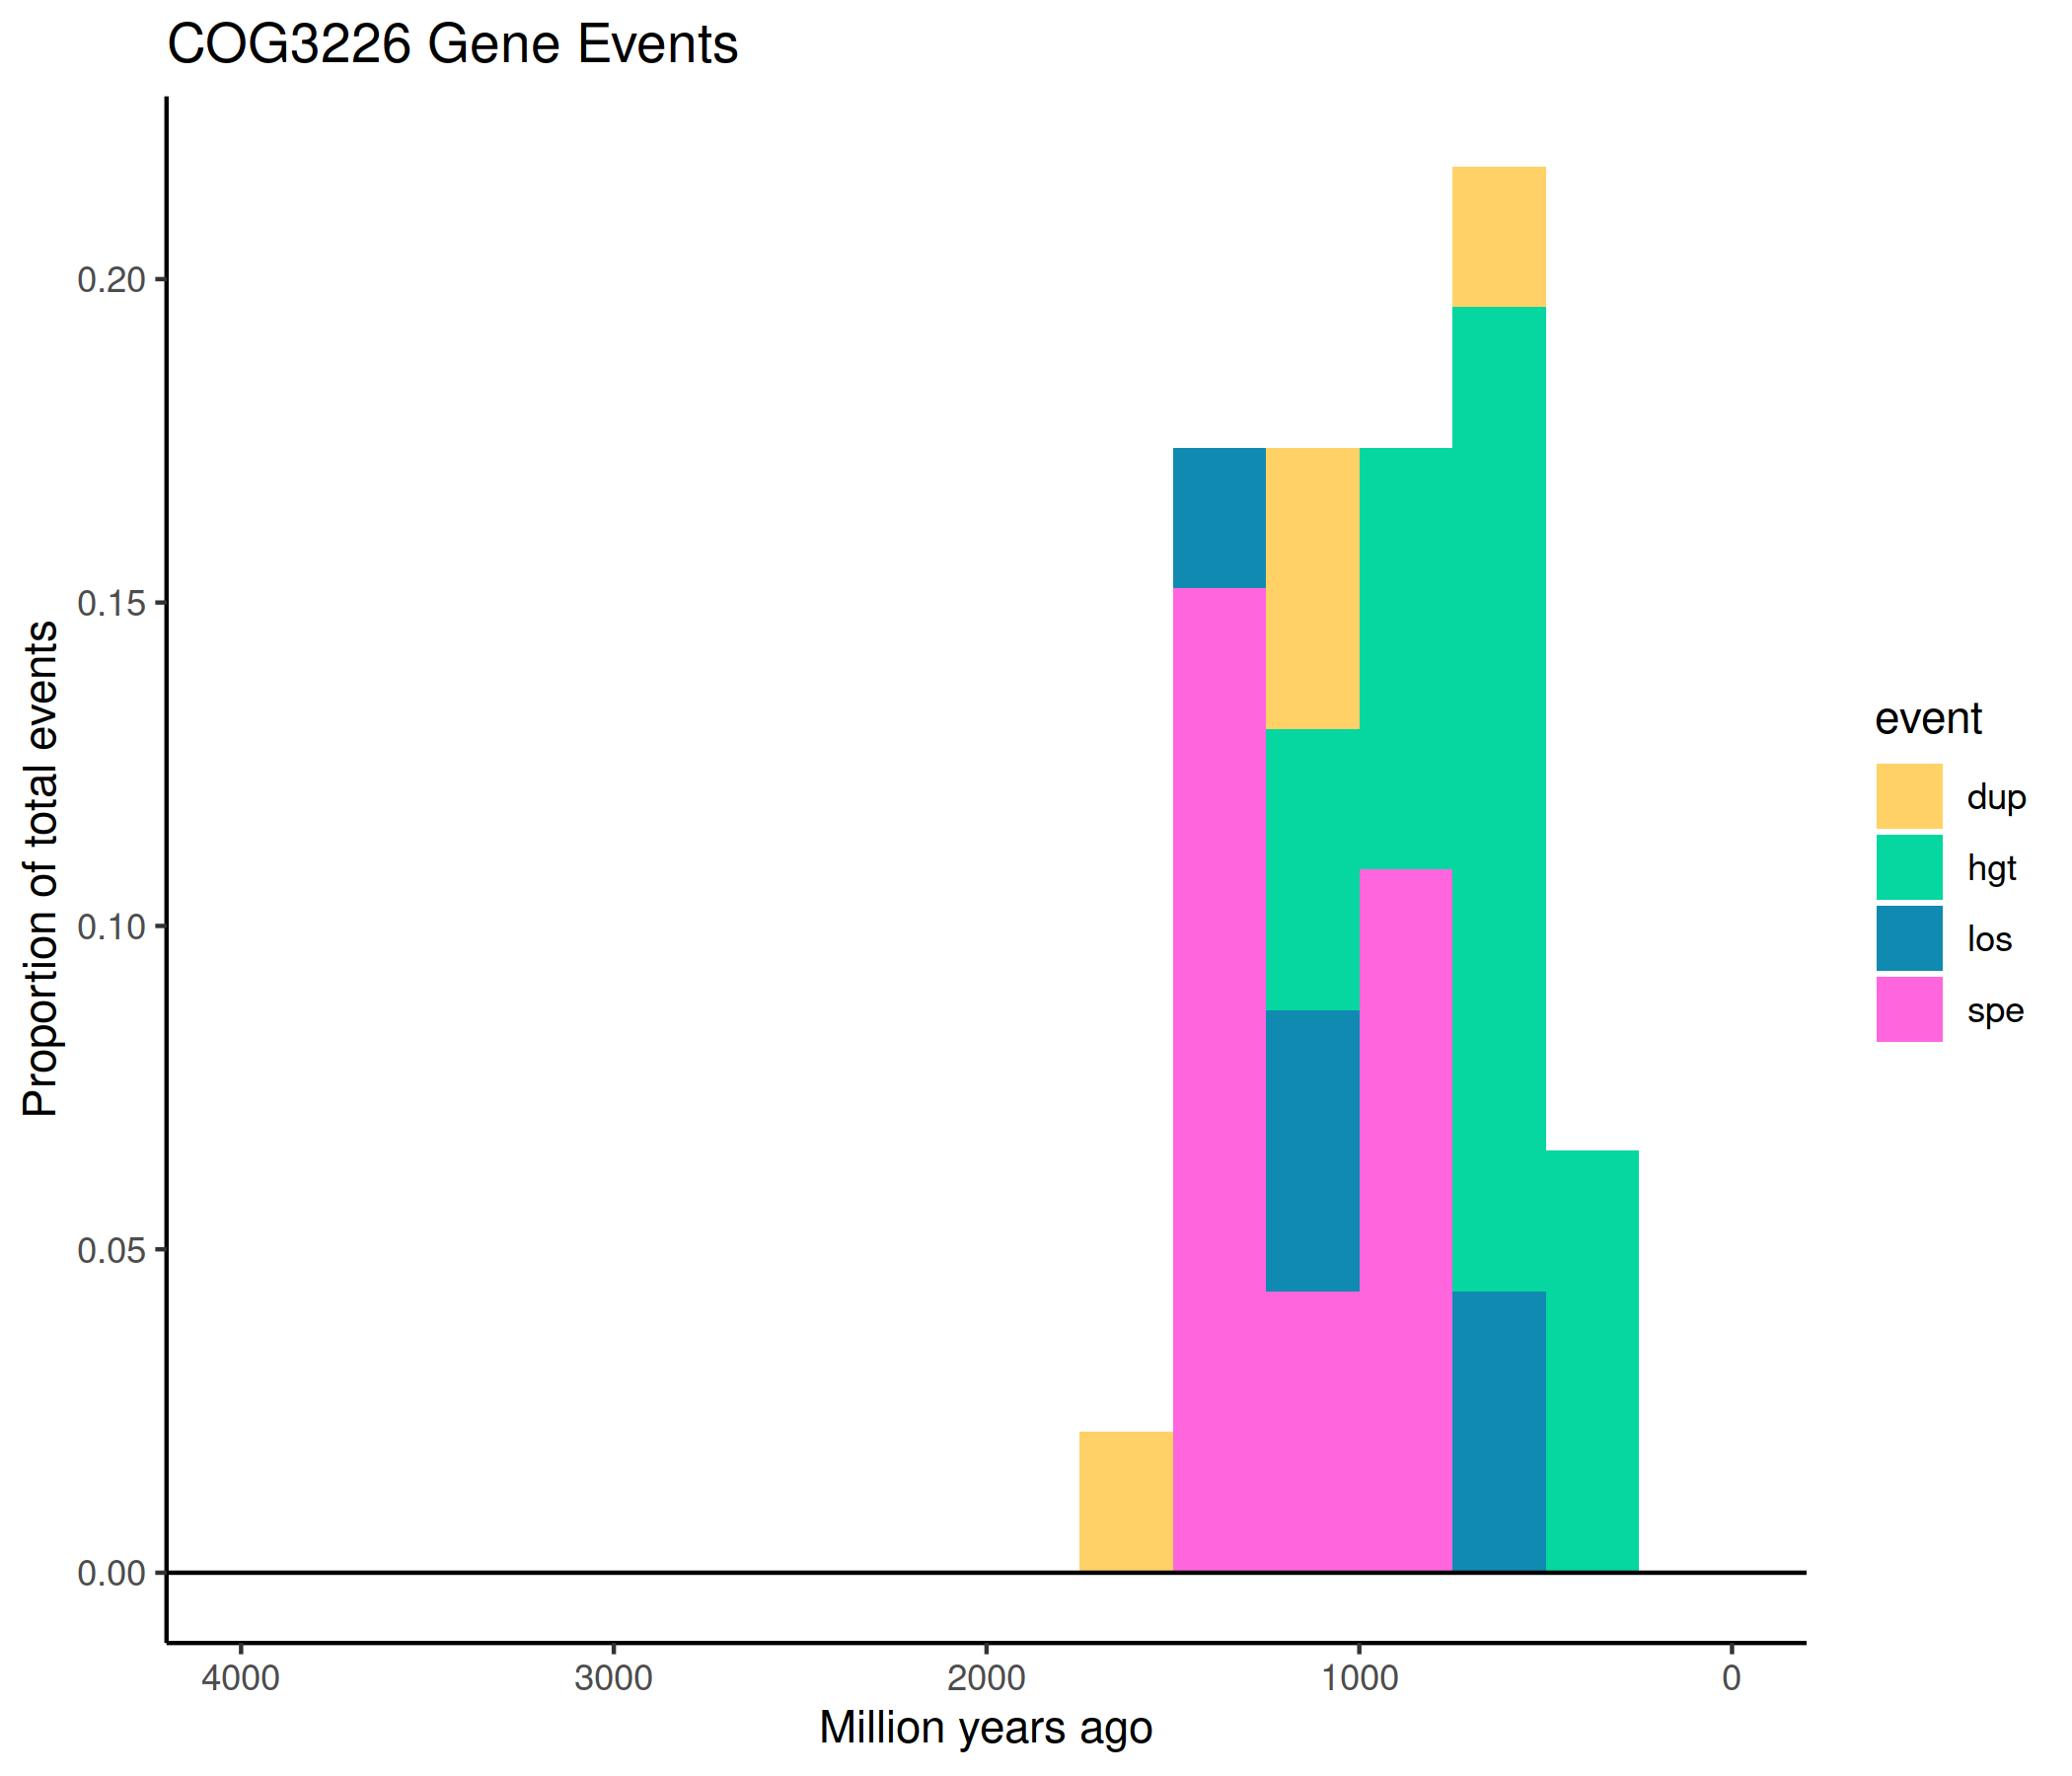 COG3226 Gene Events
Proportion of total events
0.20
0.15
0.10
0.05
0.00
4000 3000 2000 1000 0
Million years ago
event
dup
hgt
los
spe